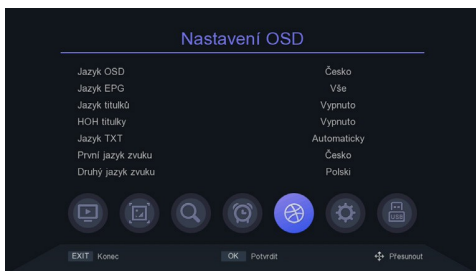 Nastavení OSD
Jazyk OSD Česko
Jazyk EPG Vše
Jazyk titulků Vypnuto
HOH titulky Vypnuto
Jazyk TXT Automaticky
První jazyk zvuku Česko
Druhý jazyk zvuku Polski
USB
EXIT Konec OK Potvrdit Přesunout